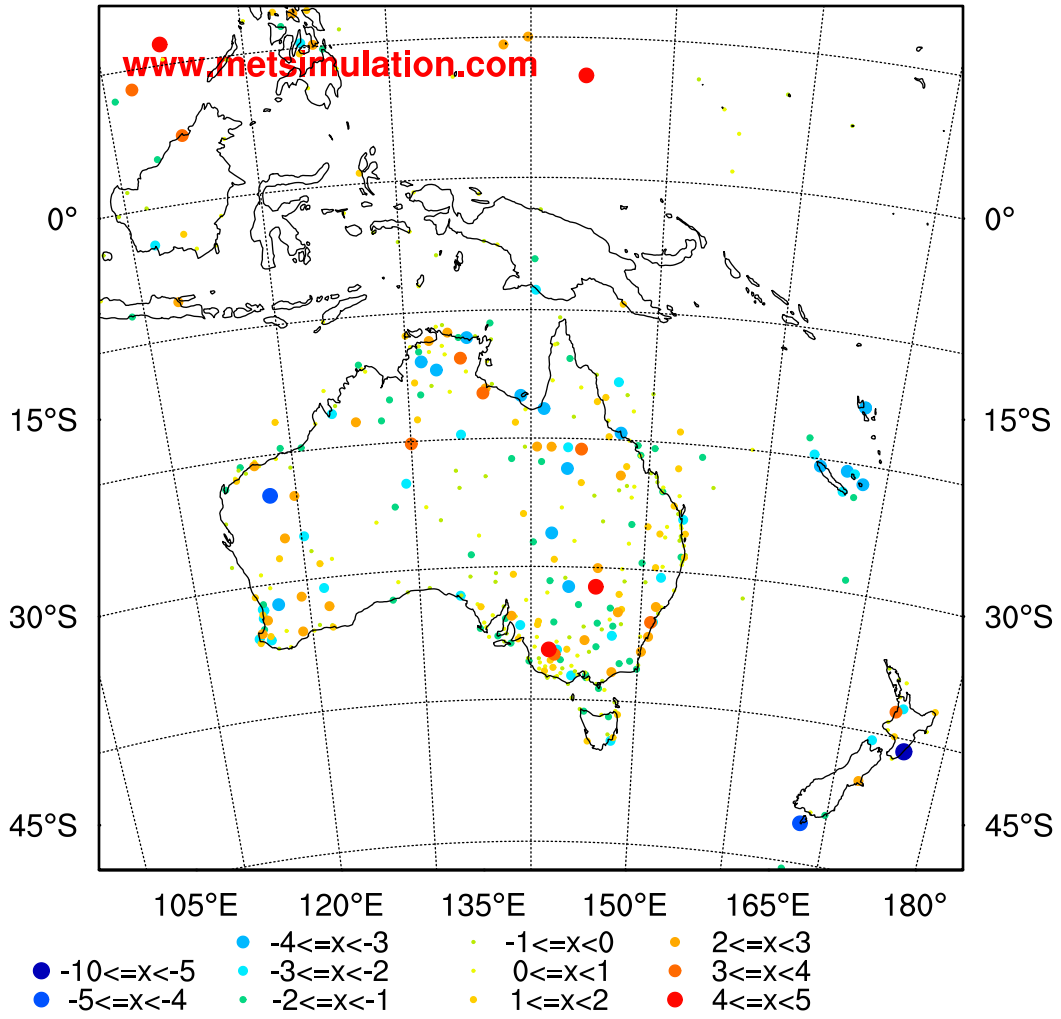 www.metsimulation.com
0° 0°
15°S 15°S
30°S 30°S
45°S 45°S
105°E 120°E 135°E 150°E 165°E 180°
-4<=x<-3 -1<=x<0 2<=x<3
-10<=x<-5 -3<=x<-2 0<=x<1 3<=x<4
-5<=x<-4 -2<=x<-1 1<=x<2 4<=x<5